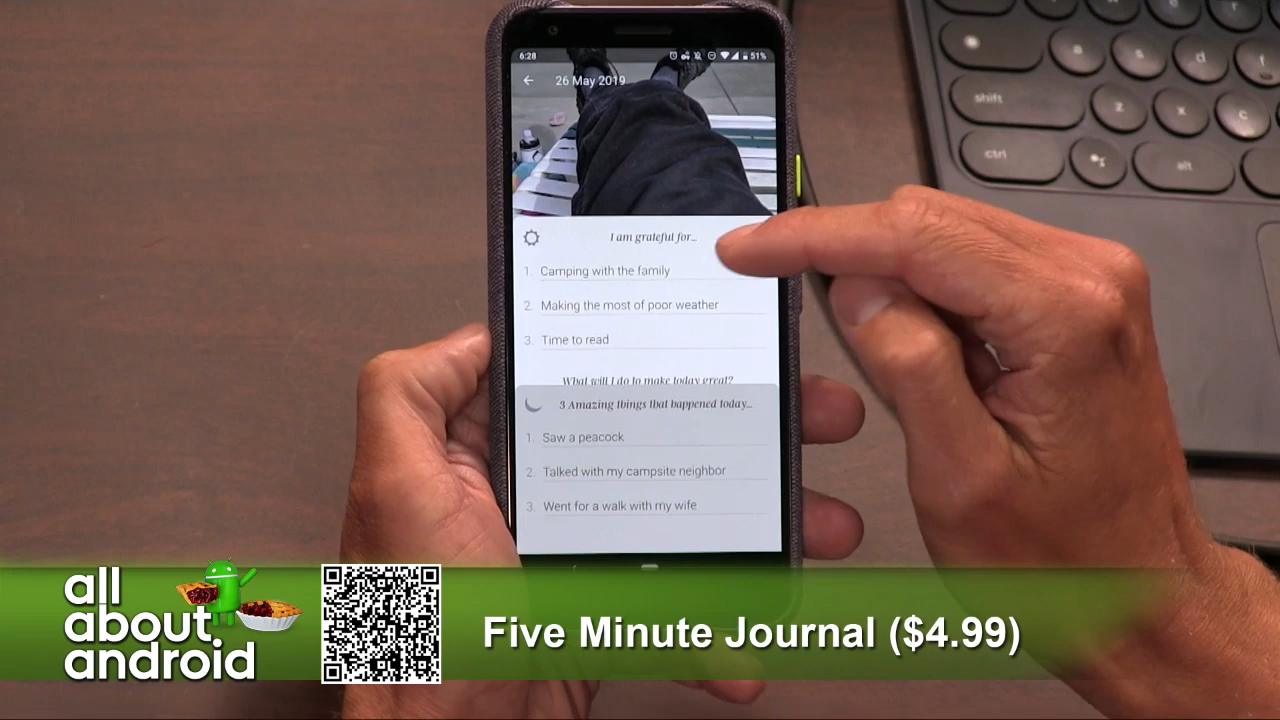 6:28
51%
26 May 2019
I am grateful for...
1. Camping with the family
2. Making the most of poor weather
3. Time to read
What will I do to make today great?
3 Amazing things that happened today...
1. Saw a peacock
2. Talked with my campsite neighbor
3. Went for a walk with my wife
e
r
a
s
d
f
shift
z
x
c
ctrl
alt
all
about
android
Five Minute Journal ($4.99)